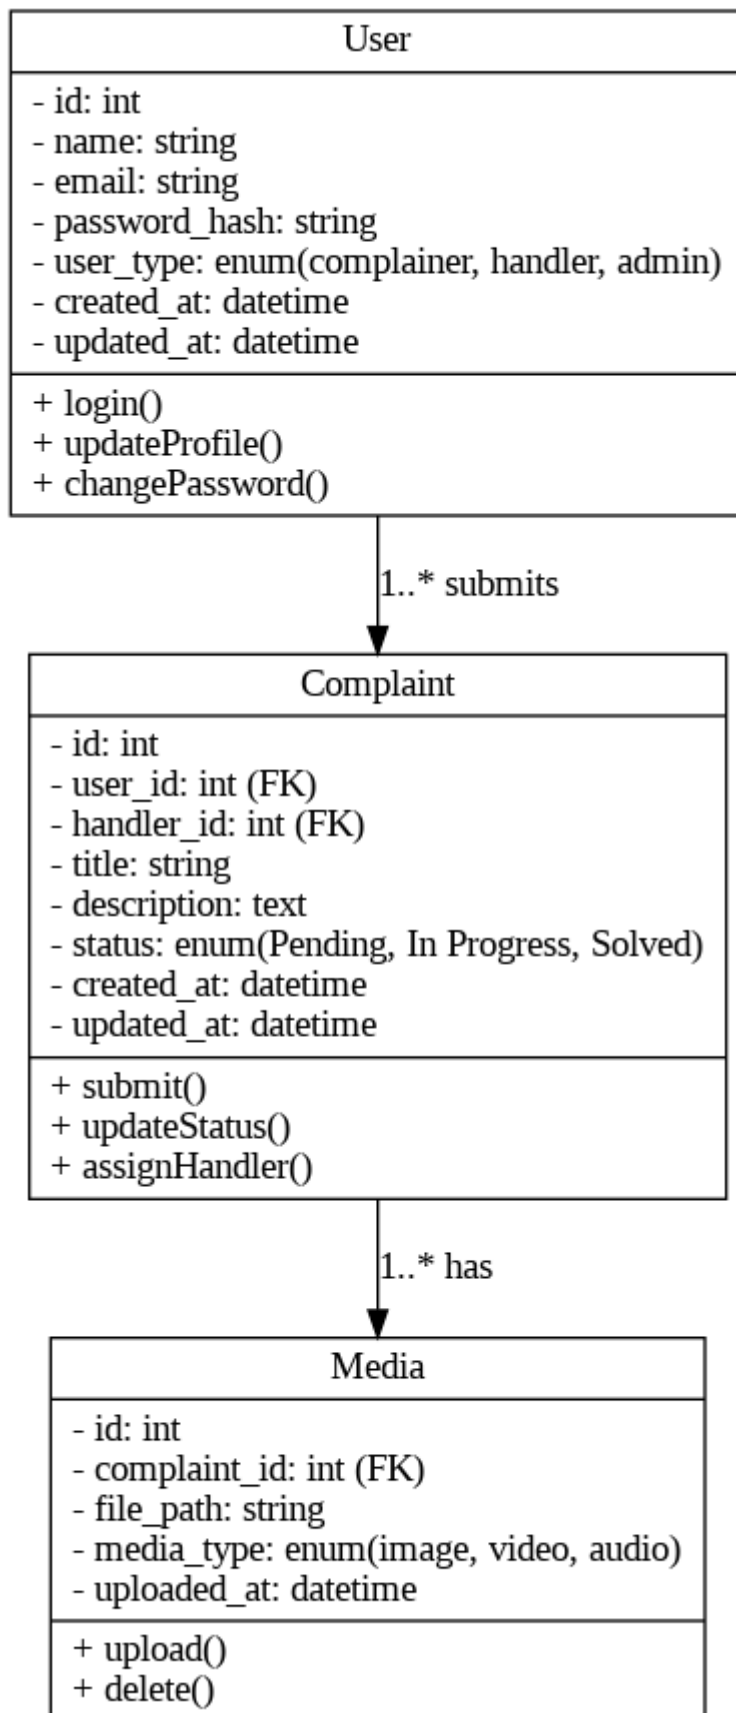 User
- id: int
- name: string
- email: string
- password_hash: string
- user_type: enum(complainer, handler, admin)
- created_at: datetime
- updated_at: datetime
+ login()
+ updateProfile()
+ changePassword()
1..* submits
Complaint
- id: int
- user_id: int (FK)
- handler_id: int (FK)
- title: string
- description: text
- status: enum(Pending, In Progress, Solved)
- created_at: datetime
- updated_at: datetime
+ submit()
+ updateStatus()
+ assignHandler()
1..* has
Media
- id: int
- complaint_id: int (FK)
- file_path: string
- media_type: enum(image, video, audio)
- uploaded_at: datetime
+ upload()
+ delete()